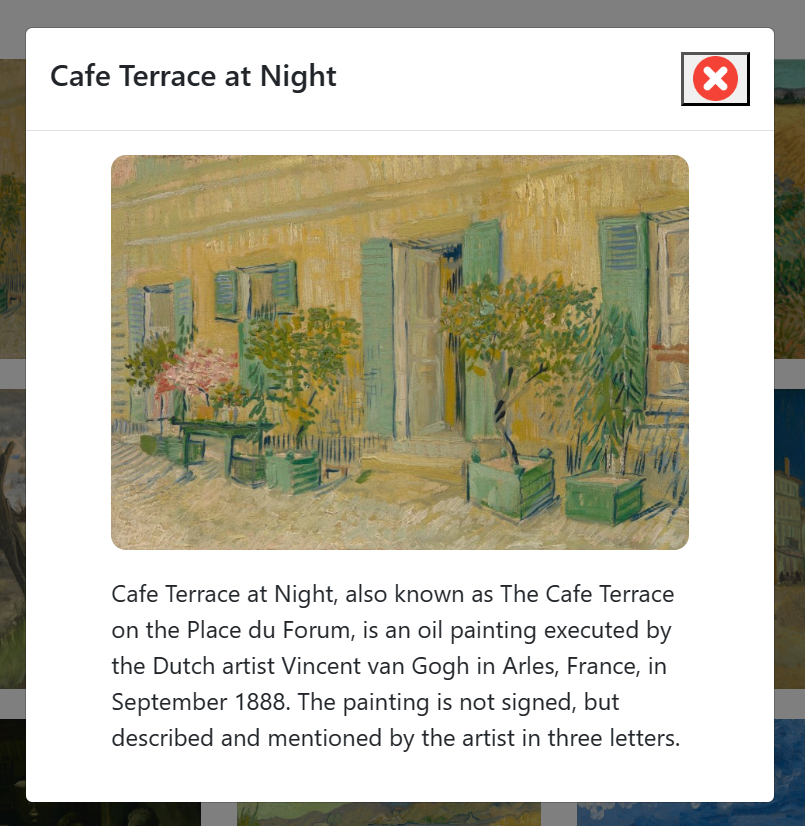 Cafe Terrace at Night
Cafe Terrace at Night, also known as The Cafe Terrace
on the Place du Forum, is an oil painting executed by
the Dutch artist Vincent van Gogh in Arles, France, in
September 1888. The painting is not signed, but
described and mentioned by the artist in three letters.